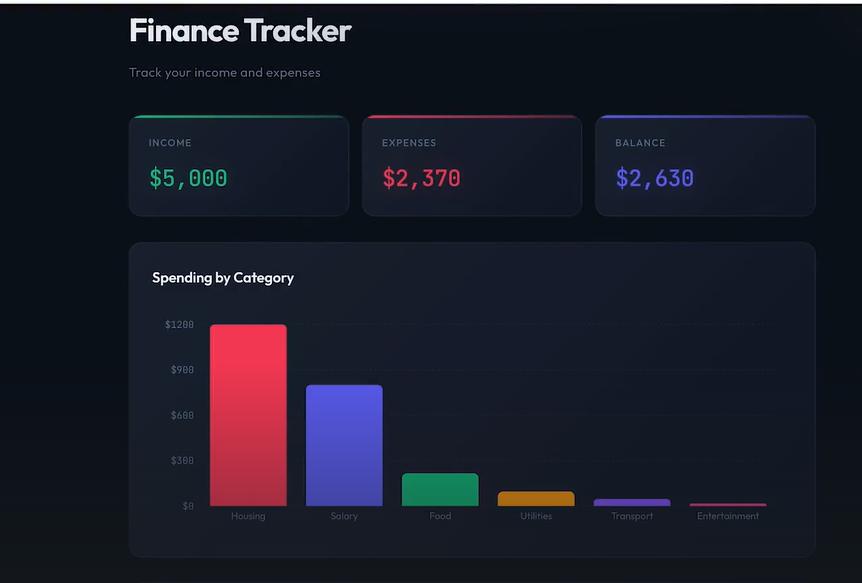 Finance Tracker
Track your income and expenses
INCOME
$5,000
EXPENSES
$2,370
BALANCE
$2,630
Spending by Category
$1200
$900
$600
$300
$0
Housing Salary Food Utilities Transport Entertainment